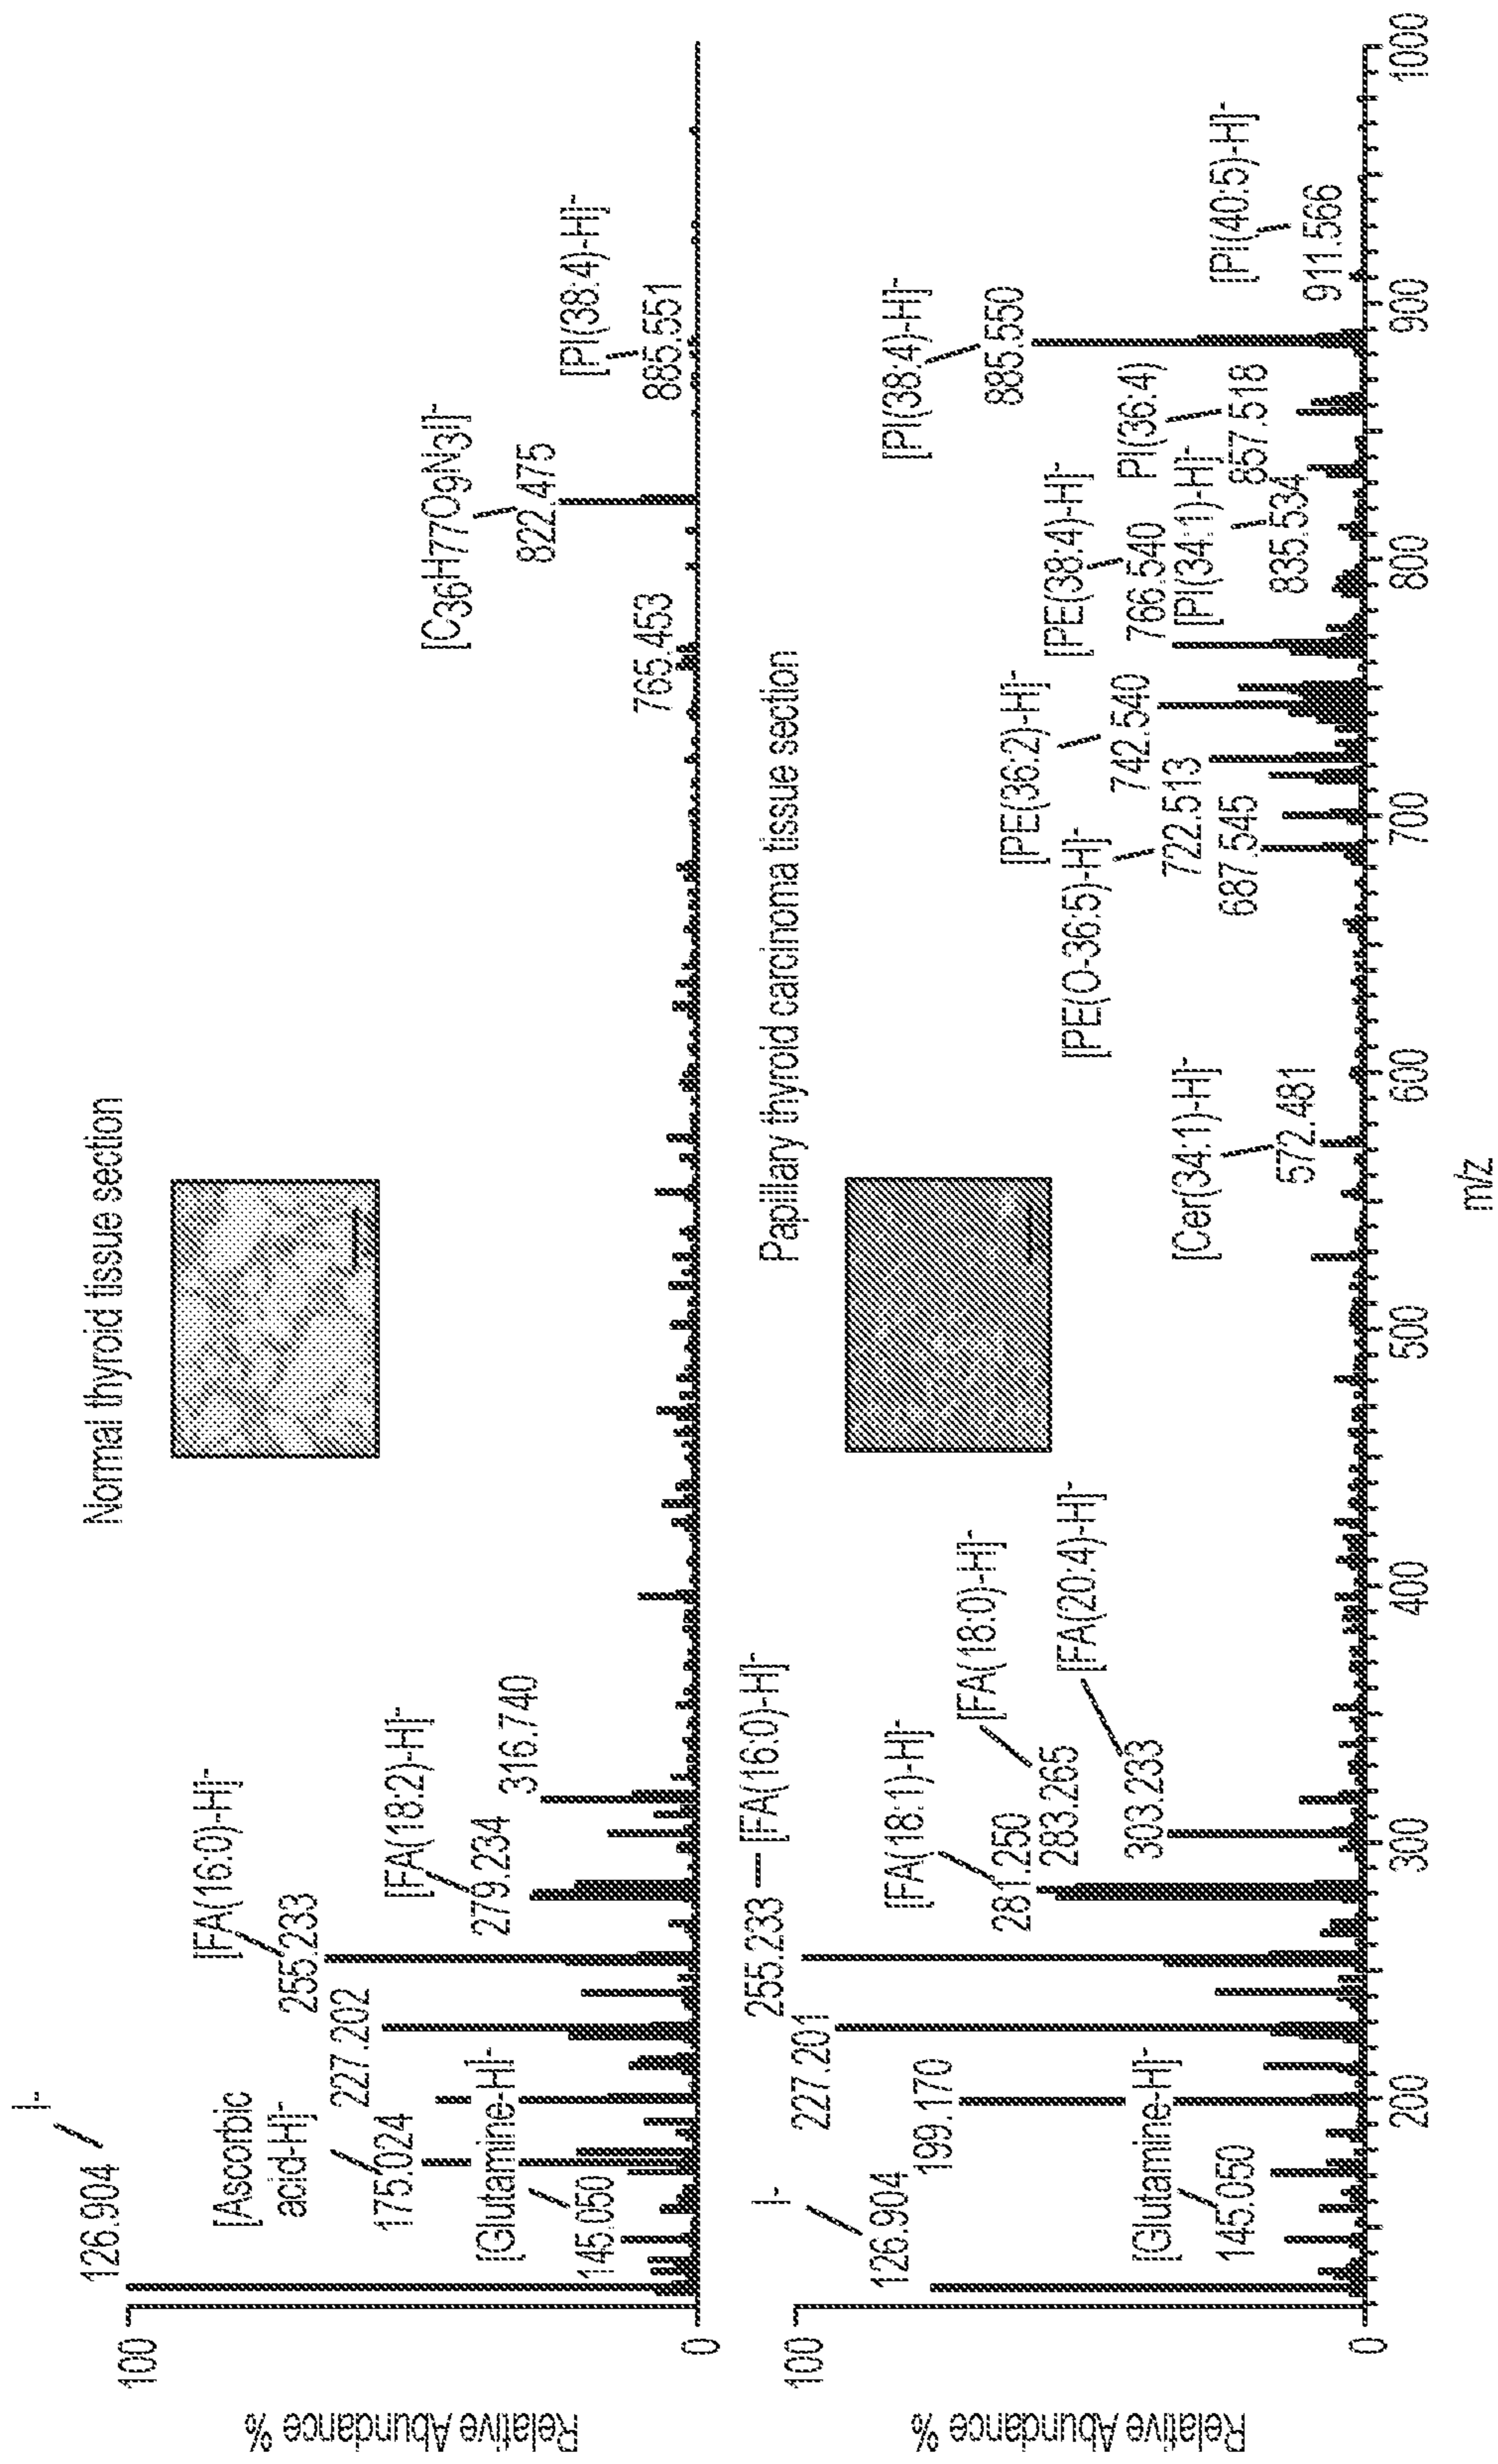 Normal thyroid tissue section
Relative Abundance %
100
0
I-
126.904
[Ascorbic
acid-H]-
175.024
[Glutamine-H]-
145.050
227.202
[FA(16:0)-H]-
255.233
[FA(18:2)-H]-
279.234
316.740
765.453
[C36H77O9N3I]-
822.475
[PI(38:4)-H]-
885.551
Papillary thyroid carcinoma tissue section
Relative Abundance %
100
0
I-
126.904
199.170
[Glutamine-H]-
145.050
227.201
255.233 — [FA(16:0)-H]-
[FA(18:1)-H]-
281.250
[FA(18:0)-H]-
283.265
[FA(20:4)-H]-
303.233
[Cer(34:1)-H]-
572.481
[PE(O-36:5)-H]-
722.513
687.545
[PE(36:2)-H]-
742.540
[PE(38:4)-H]-
766.540
[PI(34:1)-H]-
835.534
PI(36:4)
857.518
[PI(38:4)-H]-
885.550
[PI(40:5)-H]-
911.566
200 300 400 500 600 700 800 900 1000
m/z